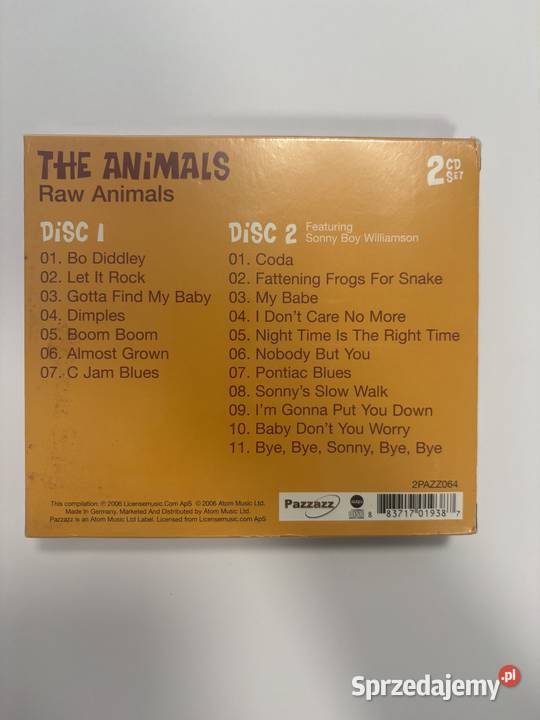 THE ANiMALS
Raw Animals
2 CD SET
DiSC 1
01. Bo Diddley
02. Let It Rock
03. Gotta Find My Baby
04. Dimples
05. Boom Boom
06. Almost Grown
07. C Jam Blues
DiSC 2 Featuring
Sonny Boy Williamson
01. Coda
02. Fattening Frogs For Snake
03. My Babe
04. I Don't Care No More
05. Night Time Is The Right Time
06. Nobody But You
07. Pontiac Blues
08. Sonny's Slow Walk
09. I'm Gonna Put You Down
10. Baby Don't You Worry
11. Bye, Bye, Sonny, Bye, Bye
2PAZZ064
This compilation: ℗ 2006 Licensemusic.Com ApS © 2006 Atom Music Ltd.
Made in Germany. Marketed And Distributed by Atom Music Ltd.
Pazzazz is an Atom Music Ltd Label. Licensed from Licensemusic.com ApS
Pazzazz
8 83717 01938 7
Sprzedajemy.pl